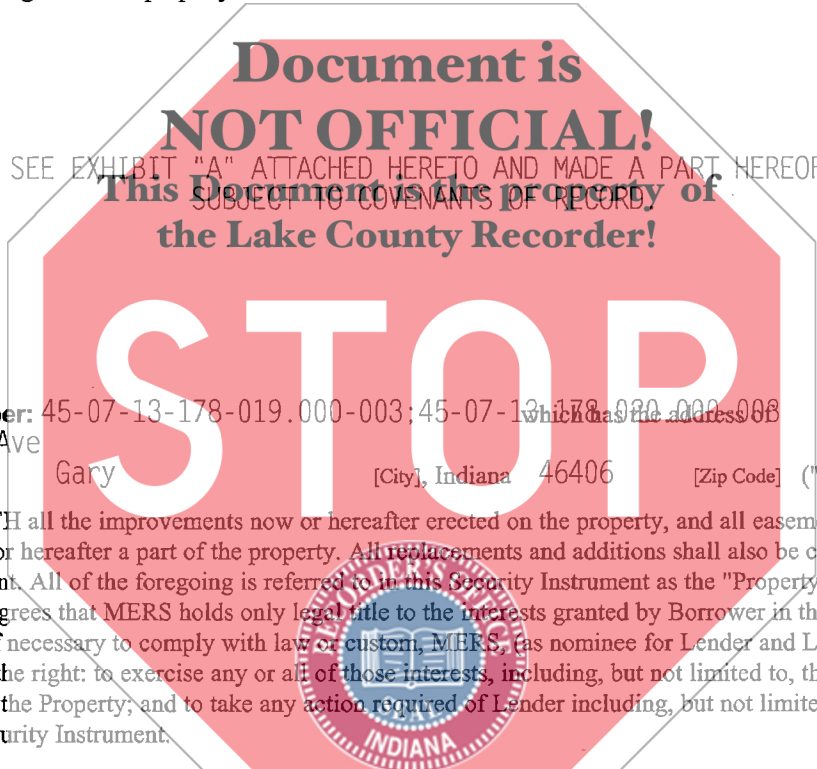 Document is
NOT OFFICIAL!
SEE EXHIBIT "A" ATTACHED HERETO AND MADE A PART HEREOF
This Document is the property of
SUBJECT TO COVENANTS OF RECORD.
the Lake County Recorder!
STOP
er: 45-07-13-178-019.000-003;45-07-13-178-020.000-003
which has the address of
Ave
Gary [City], Indiana 46406 [Zip Code] ("
H all the improvements now or hereafter erected on the property, and all easem
or hereafter a part of the property. All replacements and additions shall also be c
nt. All of the foregoing is referred to in this Security Instrument as the "Property
grees that MERS holds only legal title to the interests granted by Borrower in th
necessary to comply with law or custom, MERS, (as nominee for Lender and L
he right: to exercise any or all of those interests, including, but not limited to, th
the Property; and to take any action required of Lender including, but not limite
urity Instrument.
RECORDER'S OFFICE
SEAL
INDIANA